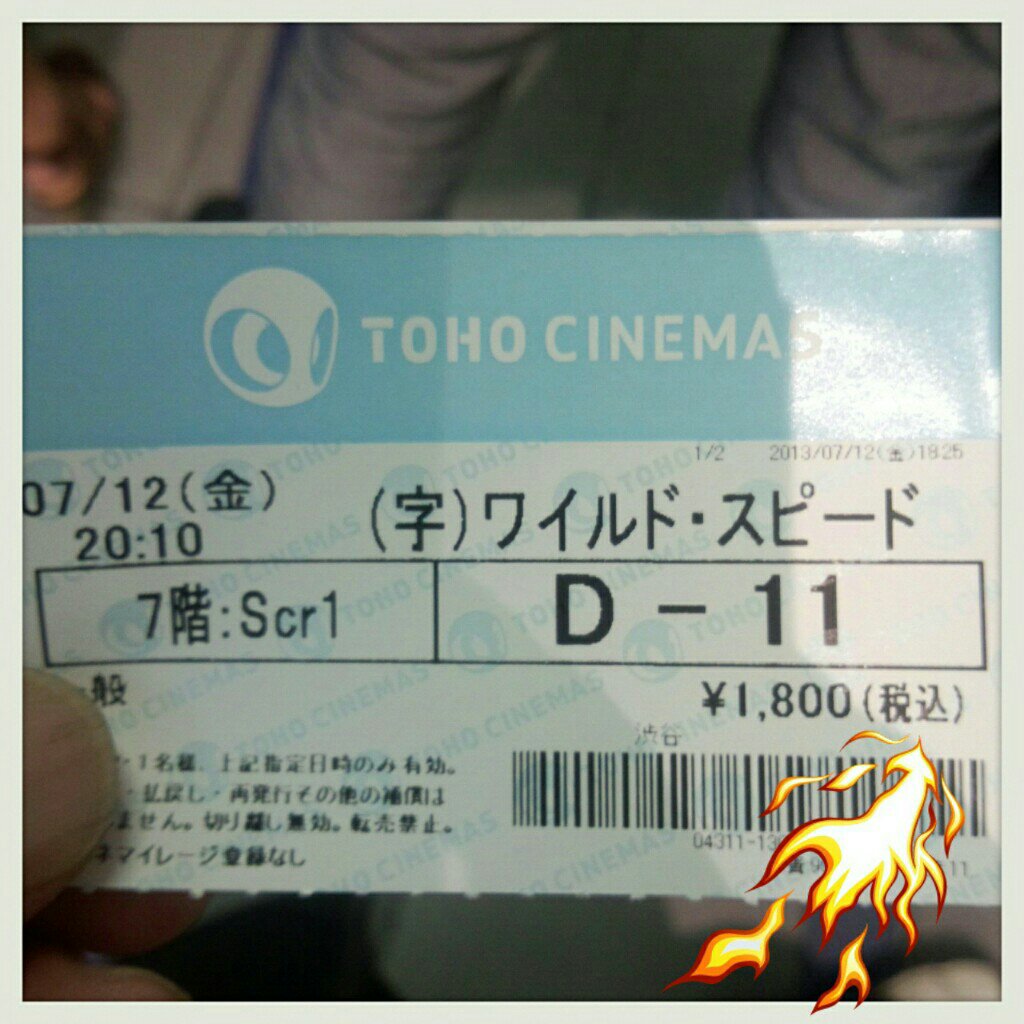 TOHO CINEMAS
1/2 2013/07/12(金)18:25
07/12(金)
20:10
(字)ワイルド・スピード
7階:Scr1
D - 11
般
¥1,800(税込)
渋谷
1名様、上記指定日時のみ有効。
・払戻し・再発行その他の補償は
ません。切り離し無効。転売禁止。
ネマイレージ登録なし
04311-13